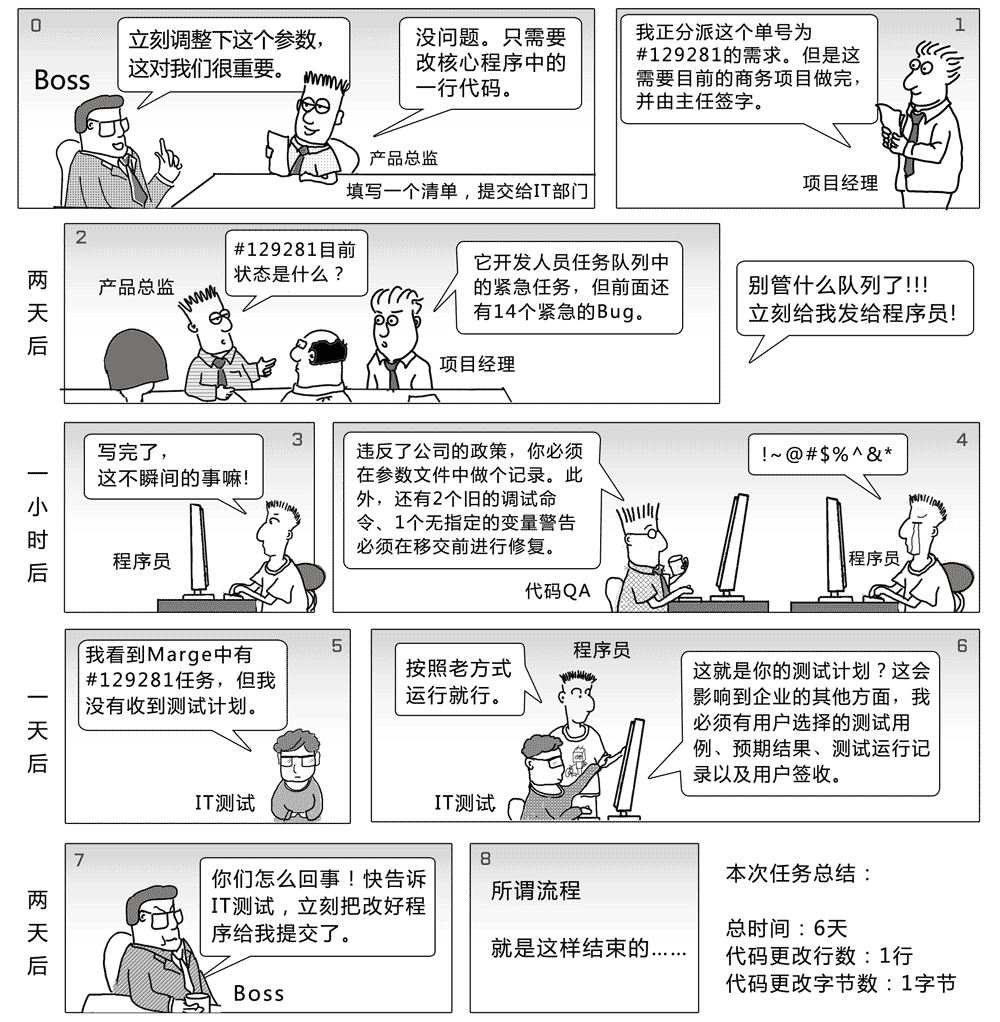 0
Boss
立刻调整下这个参数，
这对我们很重要。
没问题。只需要
改核心程序中的
一行代码。
产品总监
填写一个清单，提交给IT部门
1
我正分派这个单号为
#129281的需求。但是这
需要目前的商务项目做完，
并由主任签字。
项目经理
两天后
2
产品总监
#129281目前
状态是什么？
它开发人员任务队列中
的紧急任务，但前面还
有14个紧急的Bug。
项目经理
别管什么队列了!!!
立刻给我发给程序员!
一小时后
3
写完了，
这不瞬间的事嘛!
程序员
4
违反了公司的政策，你必须
在参数文件中做个记录。此
外，还有2个旧的调试命
令、1个无指定的变量警告
必须在移交前进行修复。
代码QA
!~@#$%^&*
程序员
一天后
5
我看到Marge中有
#129281任务，但我
没有收到测试计划。
IT测试
6
程序员
按照老方式
运行就行。
IT测试
这就是你的测试计划？这会
影响到企业的其他方面，我
必须有用户选择的测试用
例、预期结果、测试运行记
录以及用户签收。
两天后
7
你们怎么回事！快告诉
IT测试，立刻把改好程
序给我提交了。
Boss
8
所谓流程
就是这样结束的……
本次任务总结：
总时间：6天
代码更改行数：1行
代码更改字节数：1字节